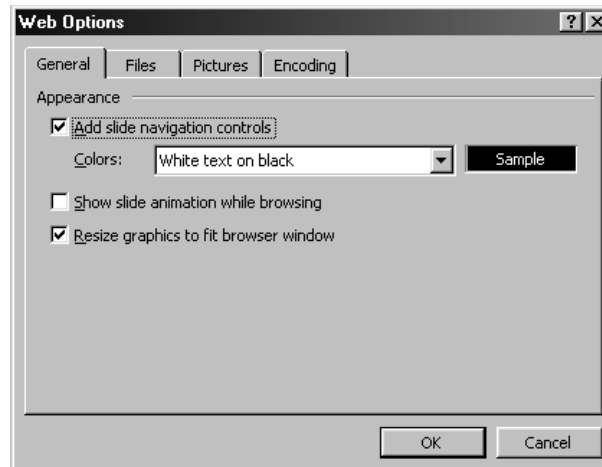 Web Options
General Files Pictures Encoding
Appearance
Add slide navigation controls
Colors: White text on black Sample
Show slide animation while browsing
Resize graphics to fit browser window
OK Cancel